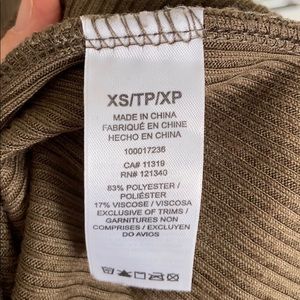 XS/TP/XP
MADE IN CHINA
FABRIQUÉ EN CHINE
HECHO EN CHINA
100017236
CA# 11319
RN# 121340
83% POLYESTER /
POLIÉSTER
17% VISCOSE / VISCOSA
EXCLUSIVE OF TRIMS /
GARNITURES NON
COMPRISES / EXCLUYEN
DO AVIOS